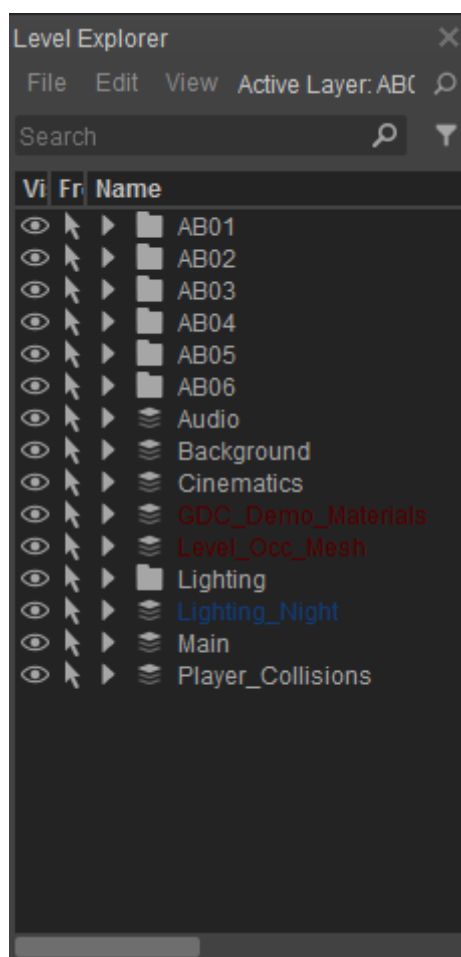 Level Explorer
File Edit View Active Layer: AB0
Search
Vi Fr Name
AB01
AB02
AB03
AB04
AB05
AB06
Audio
Background
Cinematics
GDC_Demo_Materials
Level_Occ_Mesh
Lighting
Lighting_Night
Main
Player_Collisions